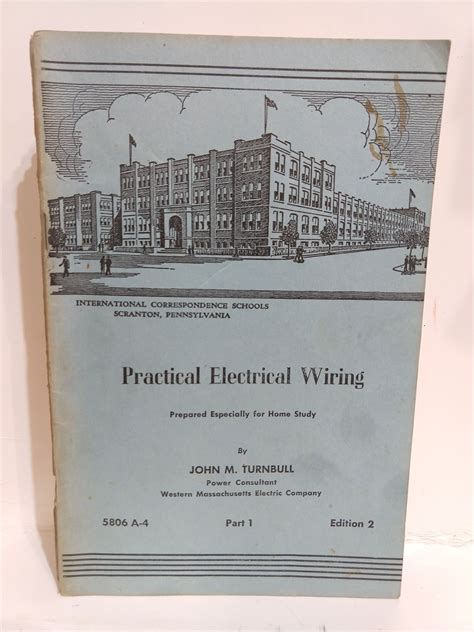 INTERNATIONAL CORRESPONDENCE SCHOOLS
SCRANTON, PENNSYLVANIA
Practical Electrical Wiring
Prepared Especially for Home Study
By
JOHN M. TURNBULL
Power Consultant
Western Massachusetts Electric Company
5806 A-4 Part 1 Edition 2